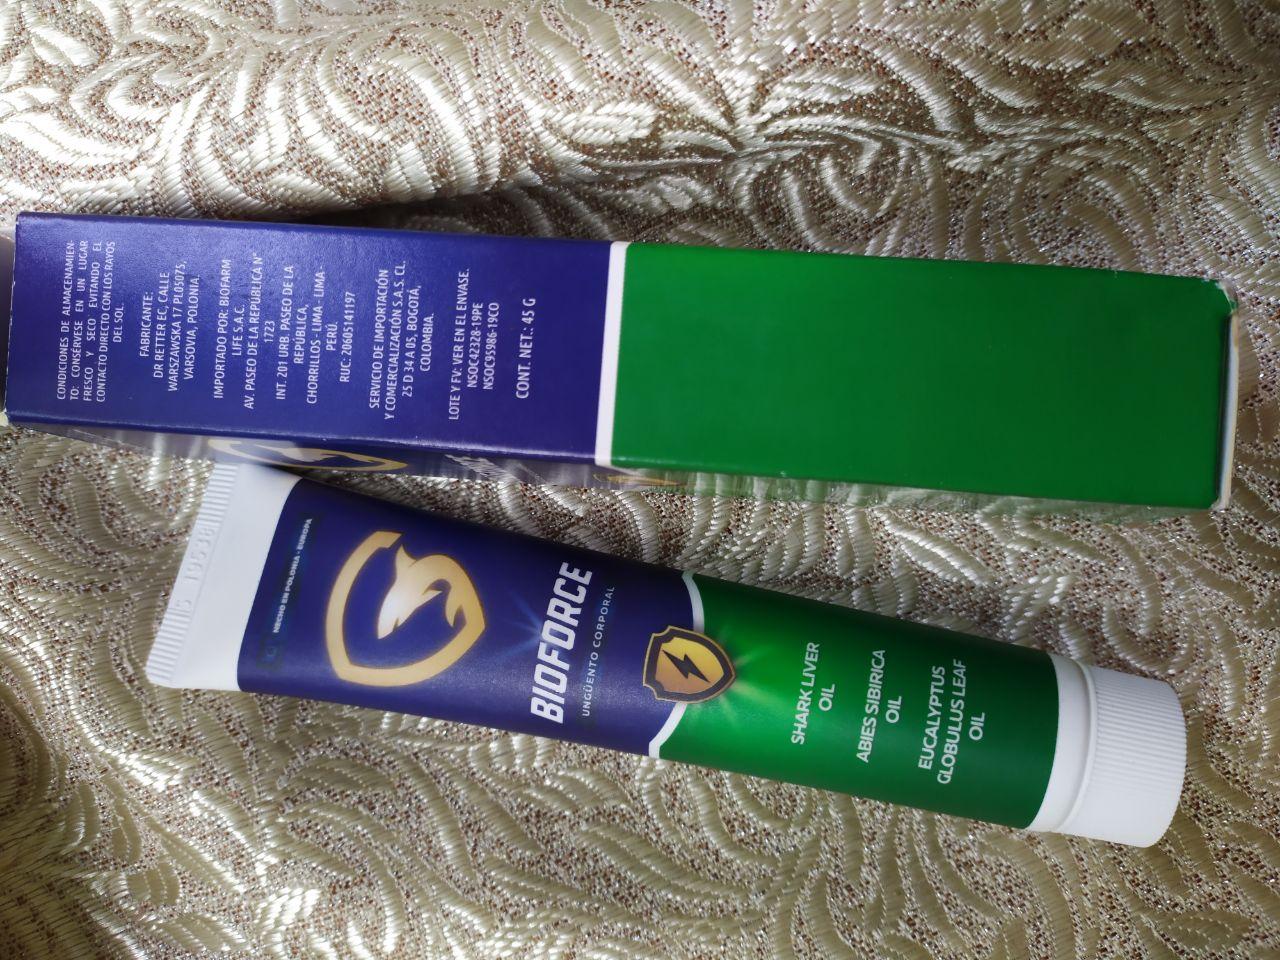 CONDICIONES DE ALMACENAMIEN-
TO: CONSÉRVESE EN UN LUGAR
FRESCO Y SECO EVITANDO EL
CONTACTO DIRECTO CON LOS RAYOS
DEL SOL.
FABRICANTE:
DR RETTER EC, CALLE
WARSZAWSKA 17 PL05075,
VARSOVIA, POLONIA
IMPORTADO POR: BIOFARM
LIFE S.A.C.
AV. PASEO DE LA REPÚBLICA N°
1723
INT. 201 URB. PASEO DE LA
REPÚBLICA,
CHORRILLOS - LIMA - LIMA
PERÚ,
RUC: 20605141197
SERVICIO DE IMPORTACIÓN
Y COMERCIALIZACIÓN S.A.S. CL.
25 D 34 A 05, BOGOTÁ,
COLOMBIA.
LOTE Y FV: VER EN EL ENVASE.
NSOC42328-19PE
NSOC95986-19CO
CONT. NET.: 45 G
HECHO EN POLONIA - EUROPA
BIOFORCE
UNGÜENTO CORPORAL
SHARK LIVER
OIL
ABIES SIBIRICA
OIL
EUCALYPTUS
GLOBULUS LEAF
OIL